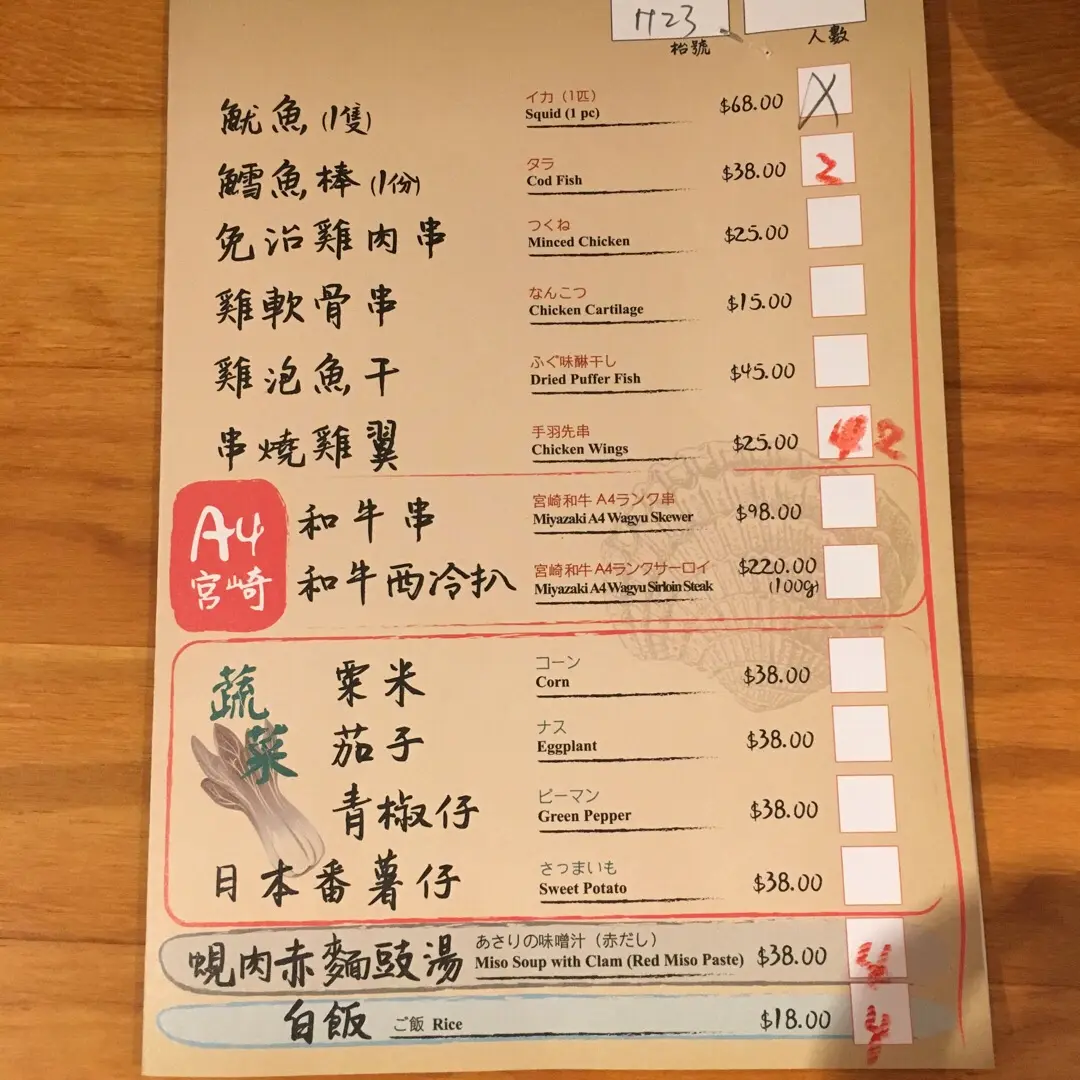 H23
枱號
人數
魷魚 (1隻)
イカ (1匹)
Squid (1 pc)
$68.00
X
鱈魚棒 (1份)
タラ
Cod Fish
$38.00
2
免治雞肉串
つくね
Minced Chicken
$25.00
雞軟骨串
なんこつ
Chicken Cartilage
$15.00
雞泡魚干
ふぐ味醂干し
Dried Puffer Fish
$45.00
串燒雞翼
手羽先串
Chicken Wings
$25.00
2
A4
宮崎
和牛串
宮崎和牛 A4ランク串
Miyazaki A4 Wagyu Skewer
$98.00
和牛西冷扒
宮崎和牛 A4ランクサーロイ
Miyazaki A4 Wagyu Sirloin Steak
$220.00
(100g)
蔬菜
粟米
コーン
Corn
$38.00
茄子
ナス
Eggplant
$38.00
青椒仔
ピーマン
Green Pepper
$38.00
日本番薯仔
さっまいも
Sweet Potato
$38.00
蜆肉赤麵豉湯
あさりの味噌汁 (赤だし)
Miso Soup with Clam (Red Miso Paste)
$38.00
4
白飯
ご飯 Rice
$18.00
4